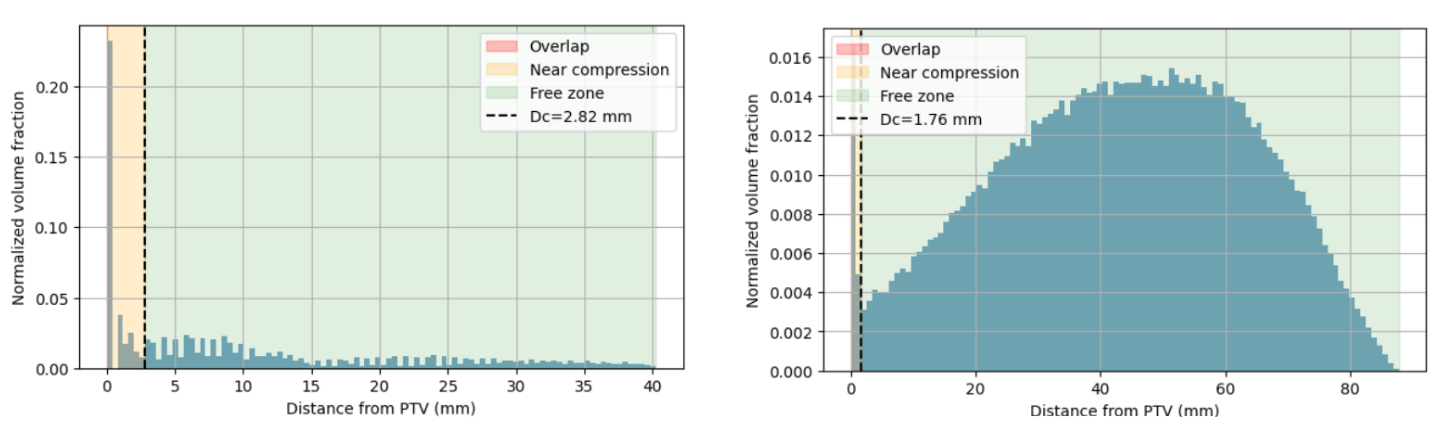 Normalized volume fraction
0.20
0.15
0.10
0.05
0.00
Overlap
Near compression
Free zone
Dc=2.82 mm
0 5 10 15 20 25 30 35 40
Distance from PTV (mm)
Normalized volume fraction
0.016
0.014
0.012
0.010
0.008
0.006
0.004
0.002
0.000
Overlap
Near compression
Free zone
Dc=1.76 mm
0 20 40 60 80
Distance from PTV (mm)